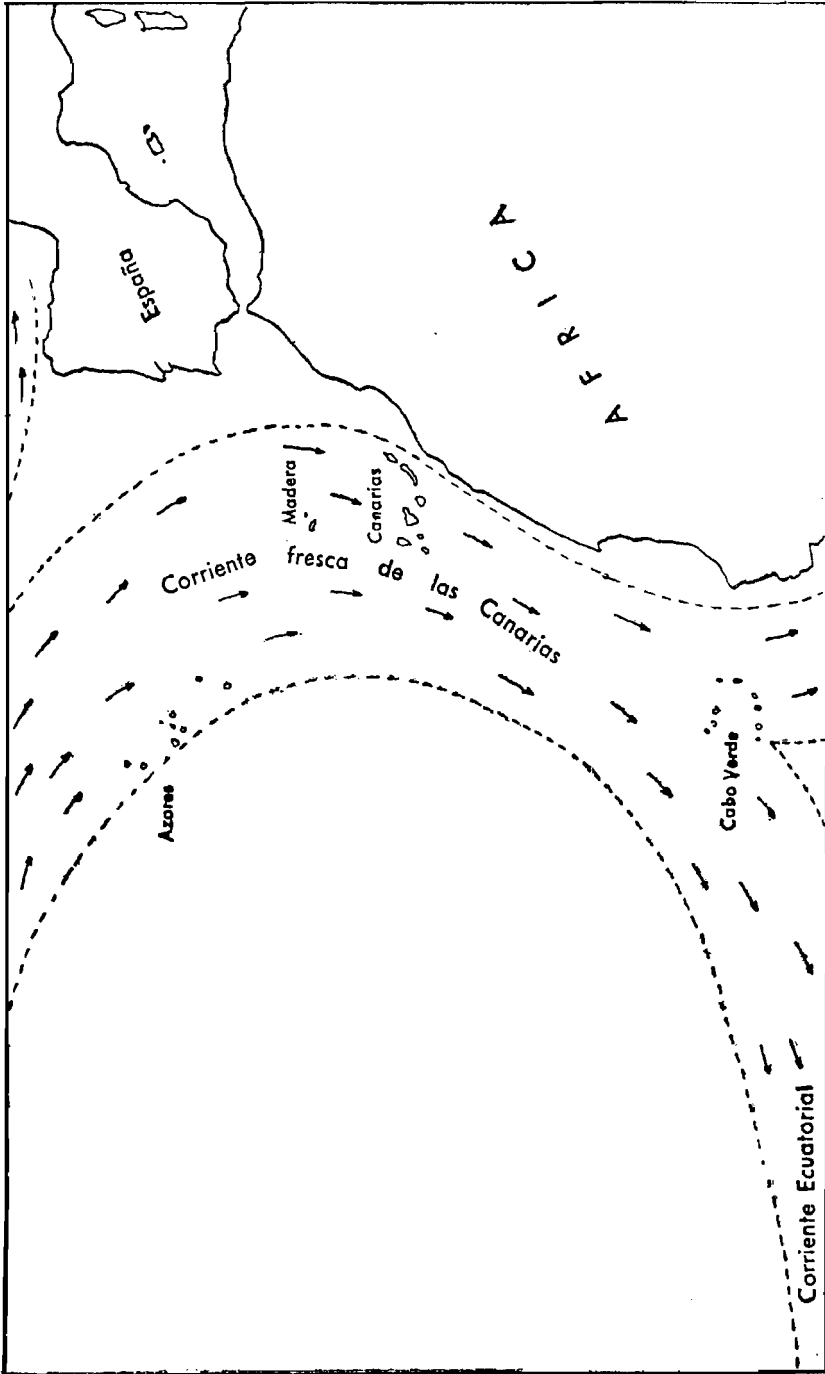 España
AFRICA
Madera
Canarias
Corriente fresca de las Canarias
Azores
Cabo Verde
Corriente Ecuatorial